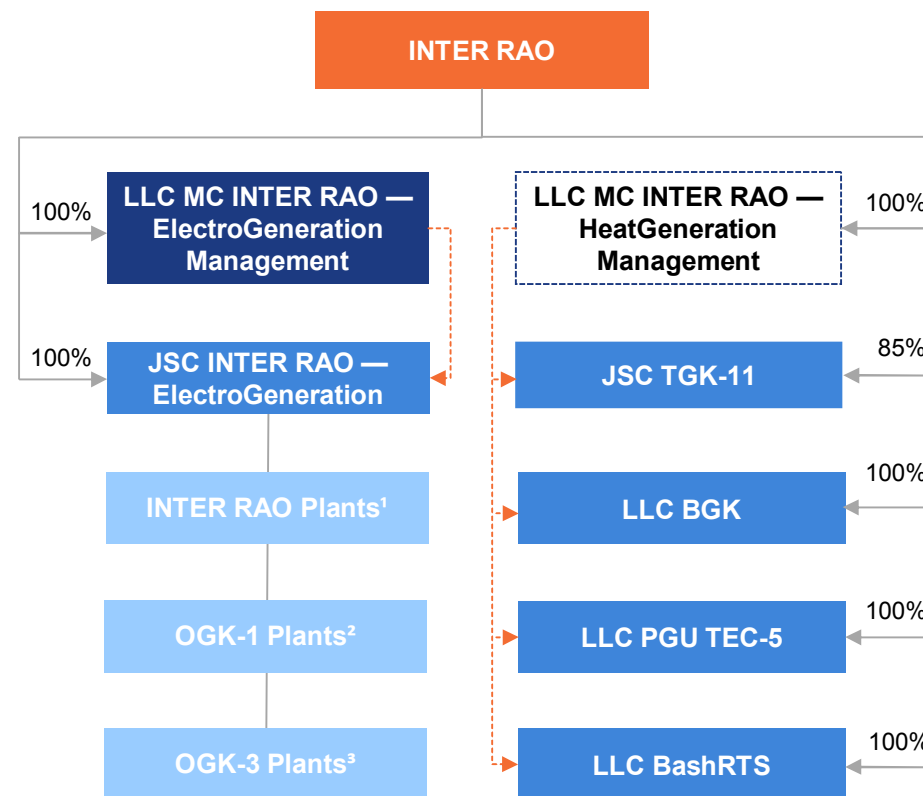 INTER RAO
100%
LLC MC INTER RAO —
ElectroGeneration
Management
LLC MC INTER RAO —
HeatGeneration
Management
100%
100%
JSC INTER RAO —
ElectroGeneration
JSC TGK-11
85%
INTER RAO Plants¹
LLC BGK
100%
OGK-1 Plants²
LLC PGU TEC-5
100%
OGK-3 Plants³
LLC BashRTS
100%